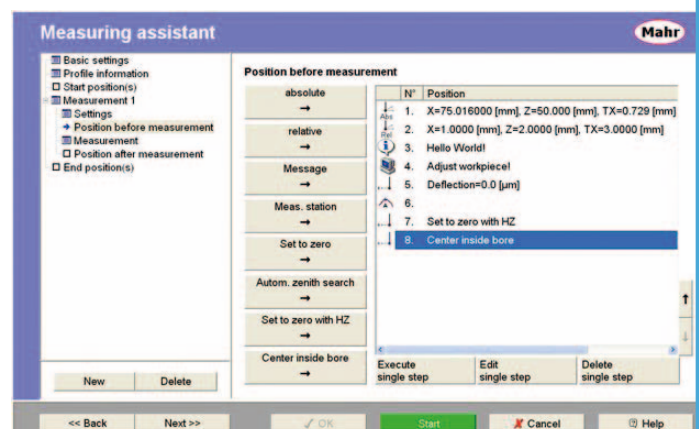 Measuring assistant
Mahr
Basic settings
Profile information
Start position(s)
Measurement 1
Settings
Position before measurement
Measurement
Position after measurement
End position(s)
New
Delete
Position before measurement
absolute
relative
Message
Meas. station
Set to zero
Autom. zenith search
Set to zero with HZ
Center inside bore
N° Position
Abs 1. X=75.016000 [mm], Z=50.000 [mm], TX=0.729 [mm]
Rel 2. X=1.0000 [mm], Z=2.0000 [mm], TX=3.0000 [mm]
3. Hello World!
4. Adjust workpiece!
5. Deflection=0.0 [µm]
6.
7. Set to zero with HZ
8. Center inside bore
Execute single step
Edit single step
Delete single step
<< Back
Next >>
OK
Start
Cancel
Help